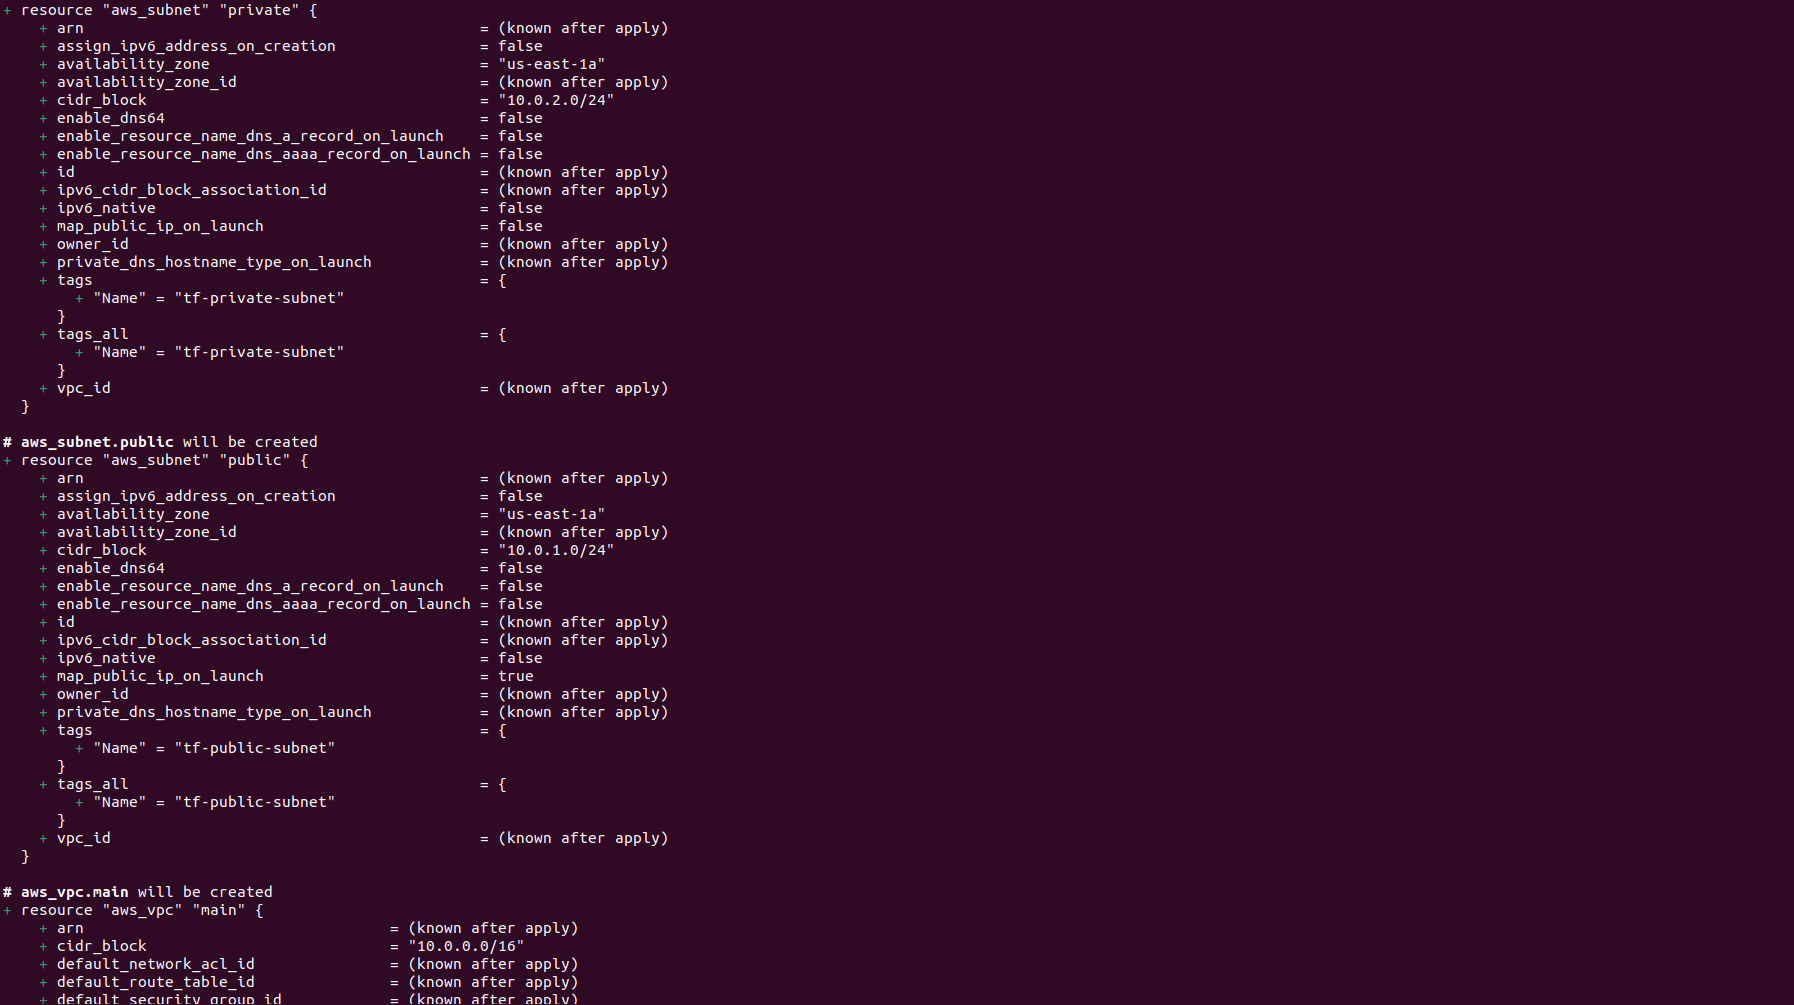 + resource "aws_subnet" "private" {
    + arn                                            = (known after apply)
    + assign_ipv6_address_on_creation                = false
    + availability_zone                              = "us-east-1a"
    + availability_zone_id                           = (known after apply)
    + cidr_block                                     = "10.0.2.0/24"
    + enable_dns64                                   = false
    + enable_resource_name_dns_a_record_on_launch    = false
    + enable_resource_name_dns_aaaa_record_on_launch = false
    + id                                             = (known after apply)
    + ipv6_cidr_block_association_id                 = (known after apply)
    + ipv6_native                                    = false
    + map_public_ip_on_launch                        = false
    + owner_id                                       = (known after apply)
    + private_dns_hostname_type_on_launch            = (known after apply)
    + tags                                           = {
        + "Name" = "tf-private-subnet"
      }
    + tags_all                                       = {
        + "Name" = "tf-private-subnet"
      }
    + vpc_id                                         = (known after apply)
  }

# aws_subnet.public will be created
+ resource "aws_subnet" "public" {
    + arn                                            = (known after apply)
    + assign_ipv6_address_on_creation                = false
    + availability_zone                              = "us-east-1a"
    + availability_zone_id                           = (known after apply)
    + cidr_block                                     = "10.0.1.0/24"
    + enable_dns64                                   = false
    + enable_resource_name_dns_a_record_on_launch    = false
    + enable_resource_name_dns_aaaa_record_on_launch = false
    + id                                             = (known after apply)
    + ipv6_cidr_block_association_id                 = (known after apply)
    + ipv6_native                                    = false
    + map_public_ip_on_launch                        = true
    + owner_id                                       = (known after apply)
    + private_dns_hostname_type_on_launch            = (known after apply)
    + tags                                           = {
        + "Name" = "tf-public-subnet"
      }
    + tags_all                                       = {
        + "Name" = "tf-public-subnet"
      }
    + vpc_id                                         = (known after apply)
  }

# aws_vpc.main will be created
+ resource "aws_vpc" "main" {
    + arn                                  = (known after apply)
    + cidr_block                           = "10.0.0.0/16"
    + default_network_acl_id               = (known after apply)
    + default_route_table_id               = (known after apply)
    + default_security_group_id            = (known after apply)